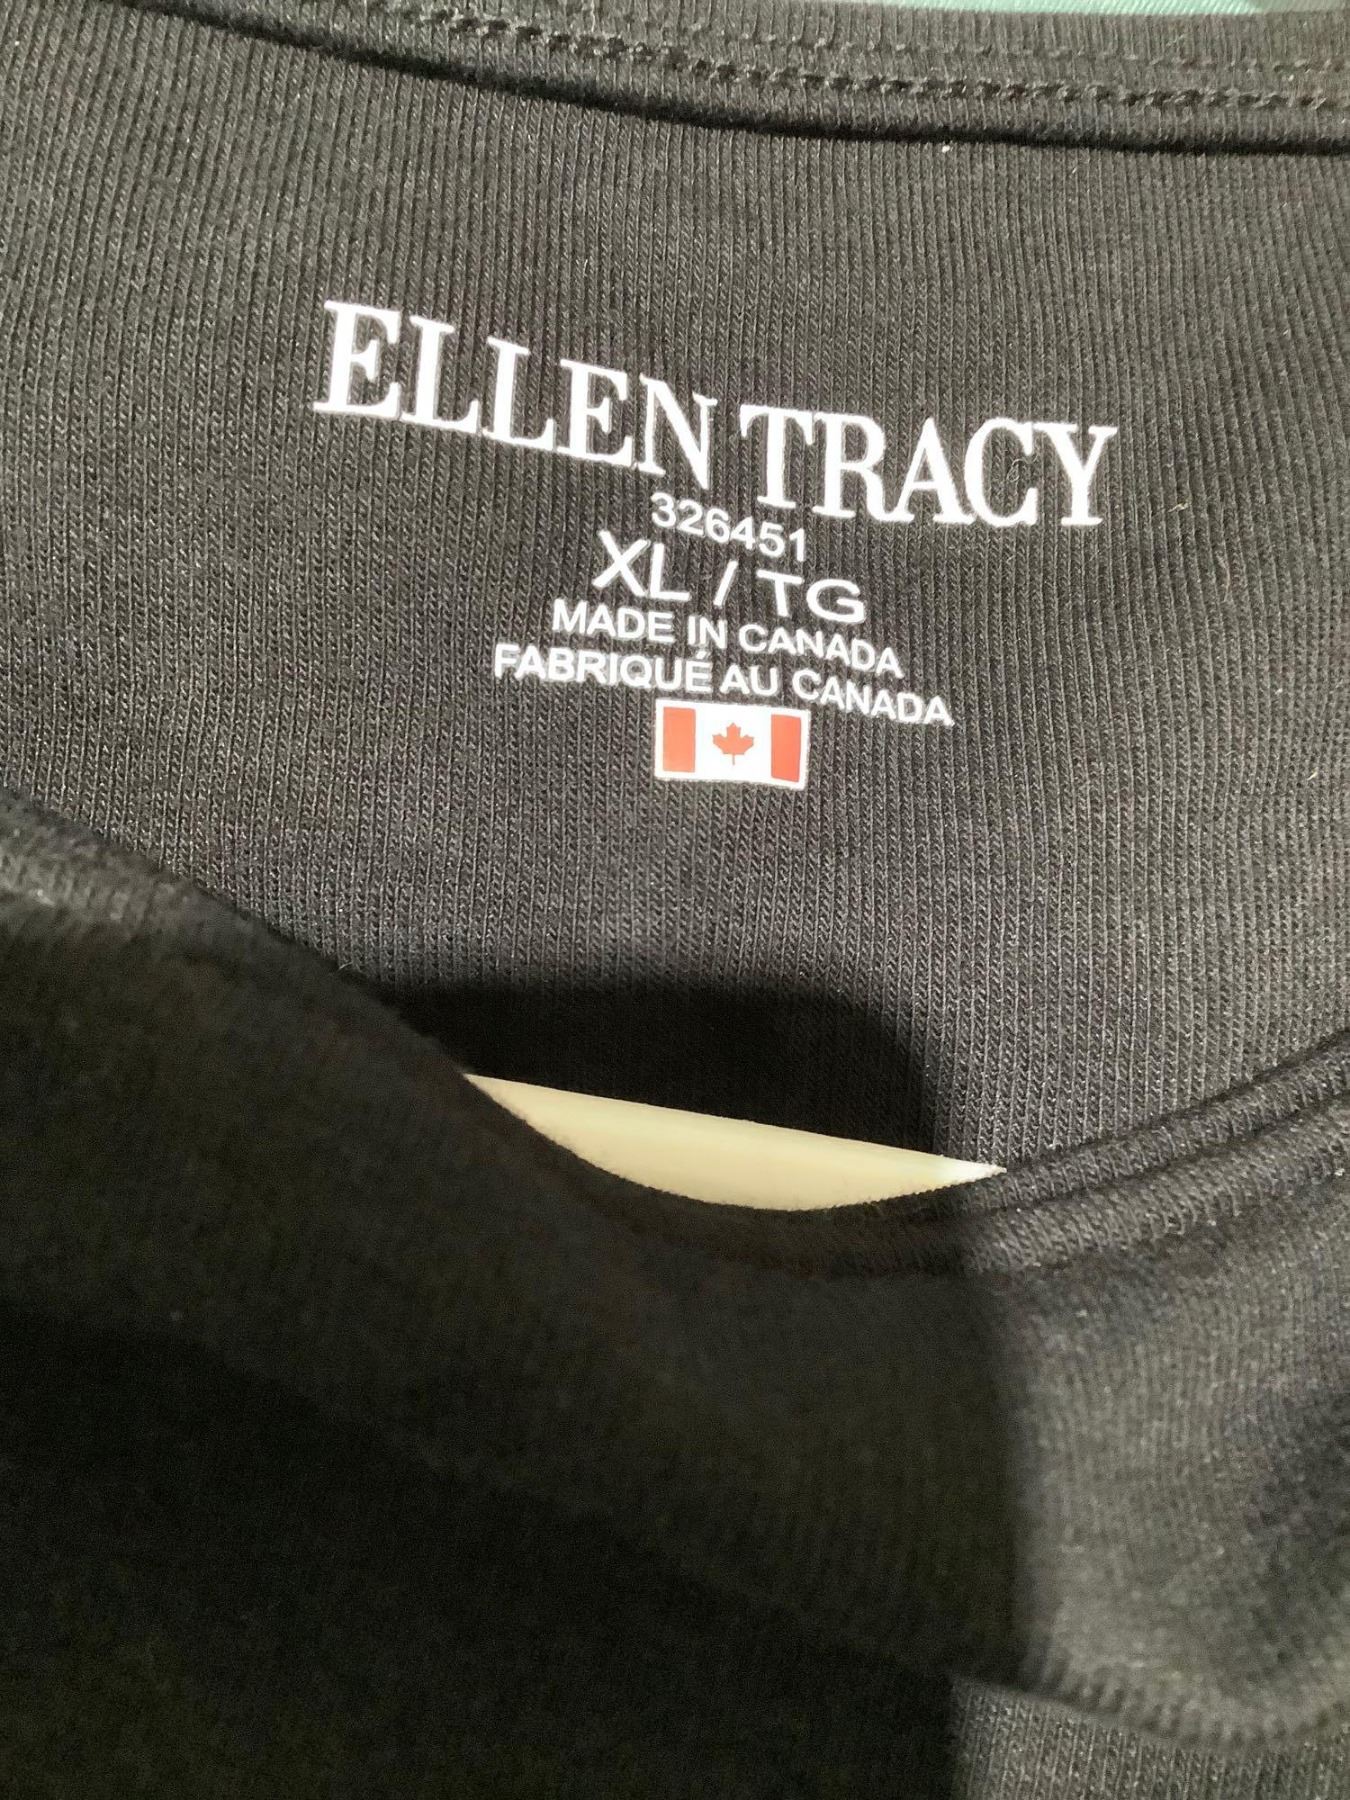 ELLEN TRACY
326451
XL / TG
MADE IN CANADA
FABRIQUÉ AU CANADA